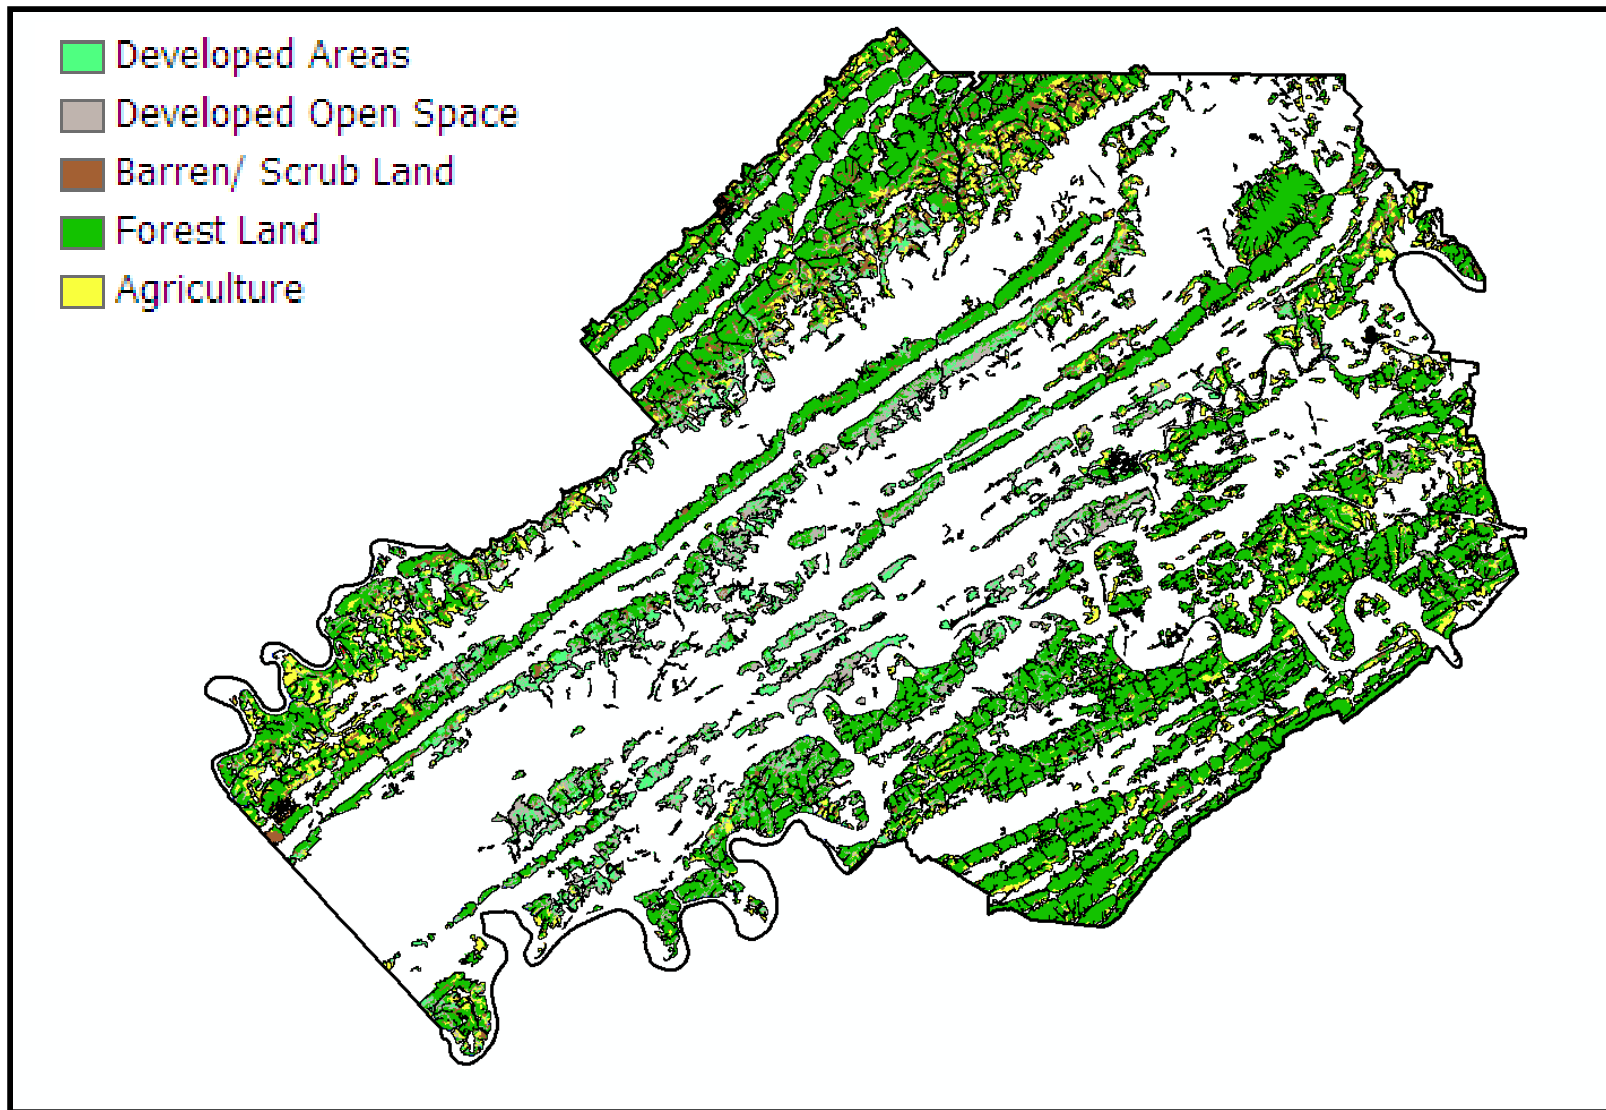 Developed Areas
Developed Open Space
Barren/ Scrub Land
Forest Land
Agriculture